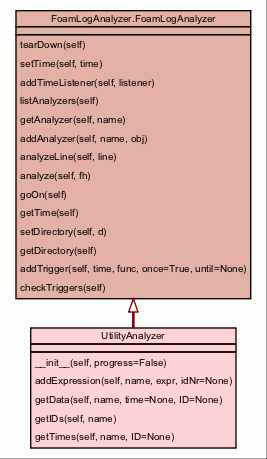 FoamLogAnalyzer.FoamLogAnalyzer
tearDown(self)
setTime(self, time)
addTimeListener(self, listener)
listAnalyzers(self)
getAnalyzer(self, name)
addAnalyzer(self, name, obj)
analyzeLine(self, line)
analyze(self, fh)
goOn(self)
getTime(self)
setDirectory(self, d)
getDirectory(self)
addTrigger(self, time, func, once=True, until=None)
checkTriggers(self)
UtilityAnalyzer
__init__(self, progress=False)
addExpression(self, name, expr, idNr=None)
getData(self, name, time=None, ID=None)
getIDs(self, name)
getTimes(self, name, ID=None)